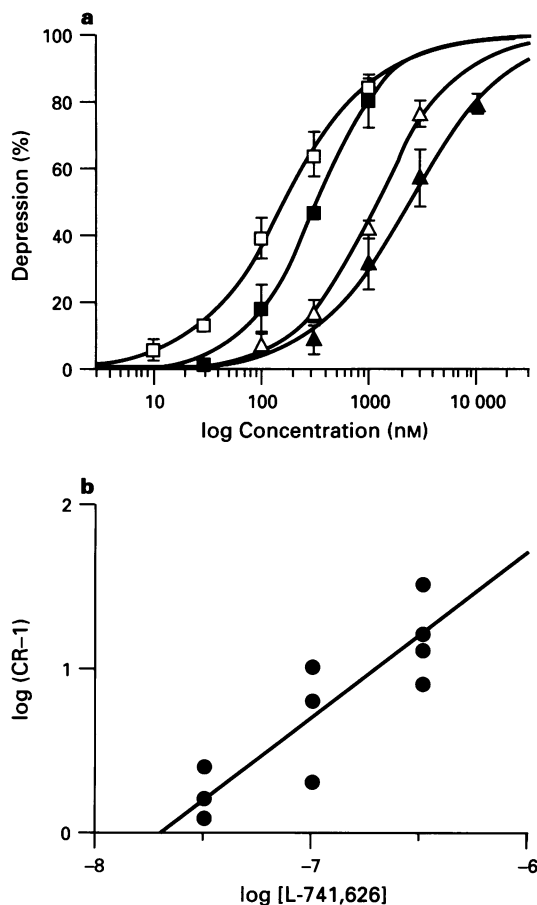 a
100
80
60
40
20
0
Depression (%)
10 100 1000 10 000
log Concentration (nM)
b
2
1
0
log (CR–1)
–8 –7 –6
log [L-741,626]